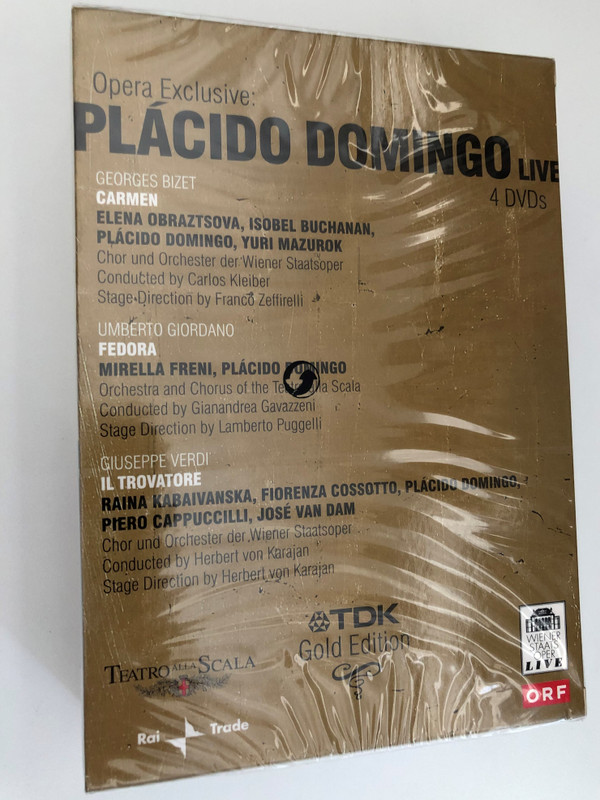 Opera Exclusive:
PLÁCIDO DOMINGO LIVE
4 DVDs
GEORGES BIZET
CARMEN
ELENA OBRAZTSOVA, ISOBEL BUCHANAN,
PLÁCIDO DOMINGO, YURI MAZUROK
Chor und Orchester der Wiener Staatsoper
Conducted by Carlos Kleiber
Stage Direction by Franco Zeffirelli
UMBERTO GIORDANO
FEDORA
MIRELLA FRENI, PLÁCIDO DOMINGO
Orchestra and Chorus of the Teatro alla Scala
Conducted by Gianandrea Gavazzeni
Stage Direction by Lamberto Puggelli
GIUSEPPE VERDI
IL TROVATORE
RAINA KABAIVANSKA, FIORENZA COSSOTTO, PLÁCIDO DOMINGO,
PIERO CAPPUCCILLI, JOSÉ VAN DAM
Chor und Orchester der Wiener Staatsoper
Conducted by Herbert von Karajan
Stage Direction by Herbert von Karajan
TDK
Gold Edition
TEATRO ALLA SCALA
WIENER
STAATS
OPER
LIVE
ORF
Rai Trade